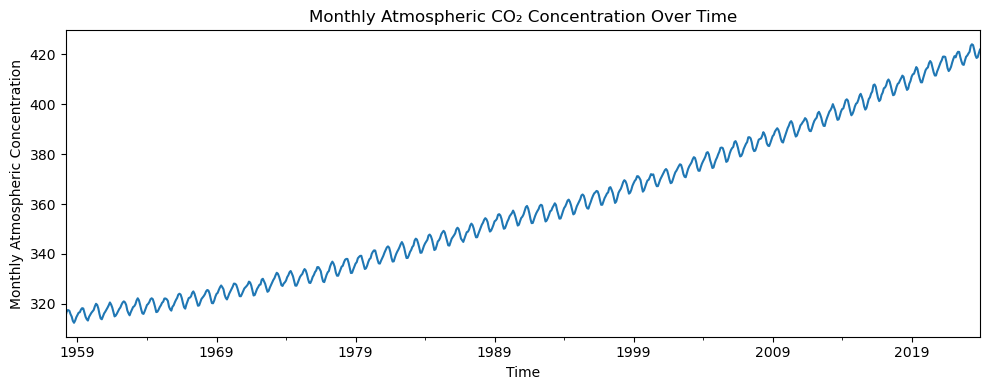 Monthly Atmospheric CO₂ Concentration Over Time
Monthly Atmospheric Concentration
420
400
380
360
340
320
1959 1969 1979 1989 1999 2009 2019
Time